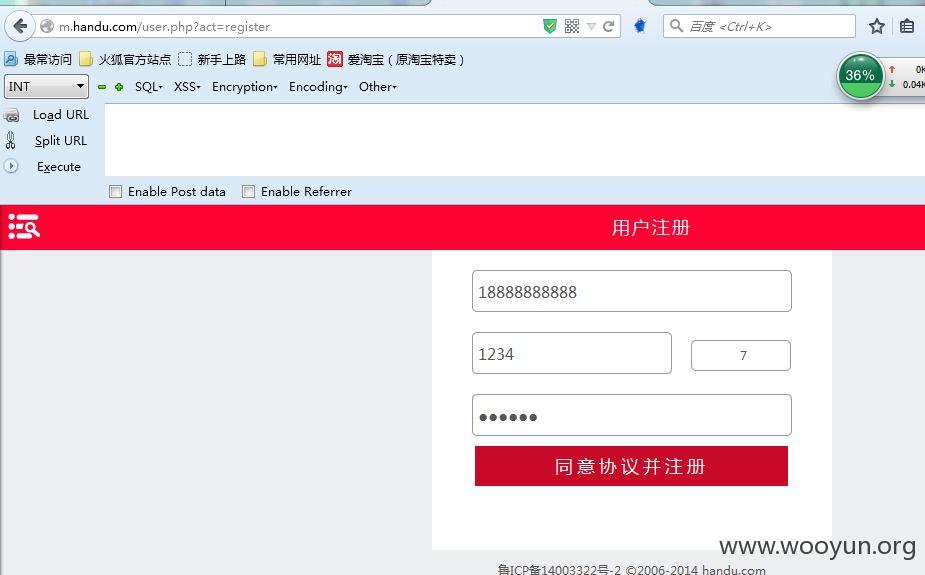 m.handu.com/user.php?act=register
百度 <Ctrl+K>
最常访问 火狐官方站点 新手上路 常用网址 淘 爱淘宝（原淘宝特卖）
INT SQL▾ XSS▾ Encryption▾ Encoding▾ Other▾
36% 0K
0.04K
Load URL
Split URL
Execute
Enable Post data Enable Referrer
用户注册
18888888888
1234 7
●●●●●●
同意协议并注册
www.wooyun.org
鲁ICP备14003322号-2 ©2006-2014 handu.com